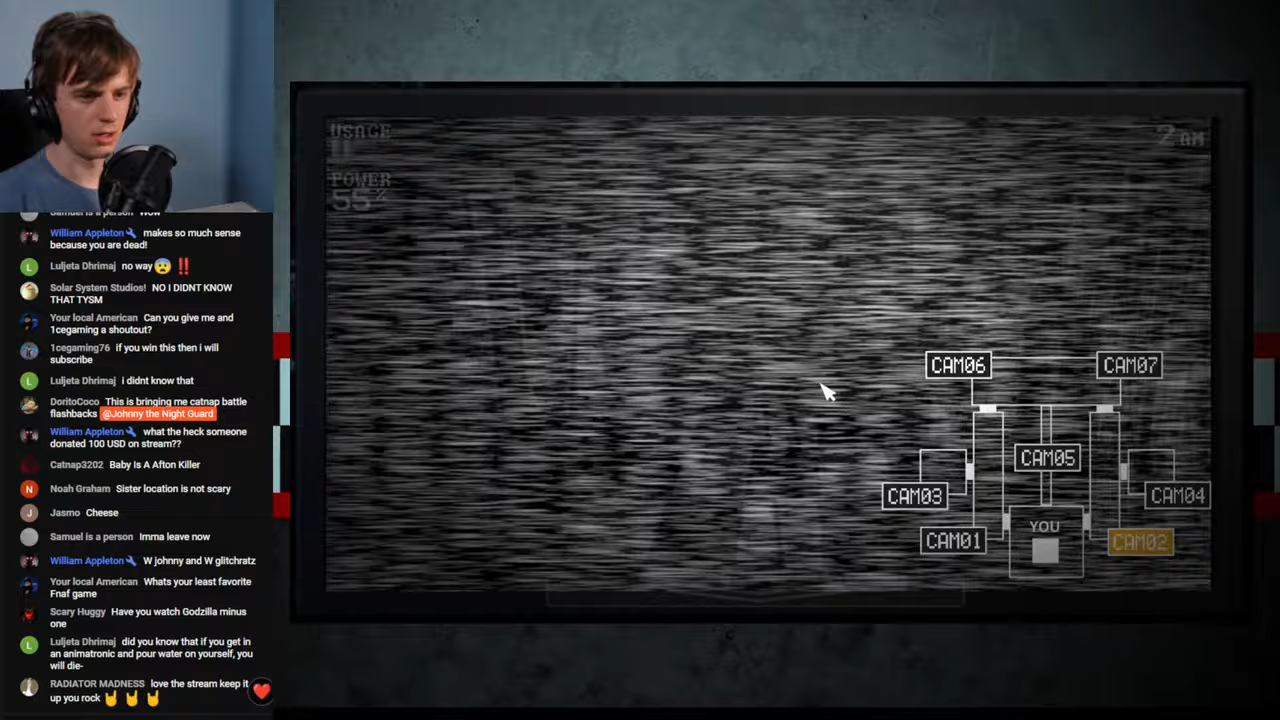 Samuel is a person wow
William Appleton makes so much sense
because you are dead!
Luljeta Dhrimaj no way 😨 ‼️
Solar System Studios! NO I DIDNT KNOW
THAT TYSM
Your local American Can you give me and
1cegaming a shoutout?
1cegaming76 if you win this then i will
subscribe
Luljeta Dhrimaj i didnt know that
DoritoCoco This is bringing me catnap battle
flashbacks @Johnny the Night Guard
William Appleton what the heck someone
donated 100 USD on stream??
Catnap3202 Baby Is A Afton Killer
Noah Graham Sister location is not scary
Jasmo Cheese
Samuel is a person Imma leave now
William Appleton W johnny and W glitchratz
Your local American Whats your least favorite
Fnaf game
Scary Huggy Have you watch Godzilla minus
one
Luljeta Dhrimaj did you know that if you get in
an animatronic and pour water on yourself, you
will die-
RADIATOR MADNESS love the stream keep it
up you rock 🤘 🤘 🤘
L
L
N
J
L
USAGE
POWER
55%
2 AM
CAM06
CAM07
CAM05
CAM03
CAM04
CAM01
YOU
CAM02